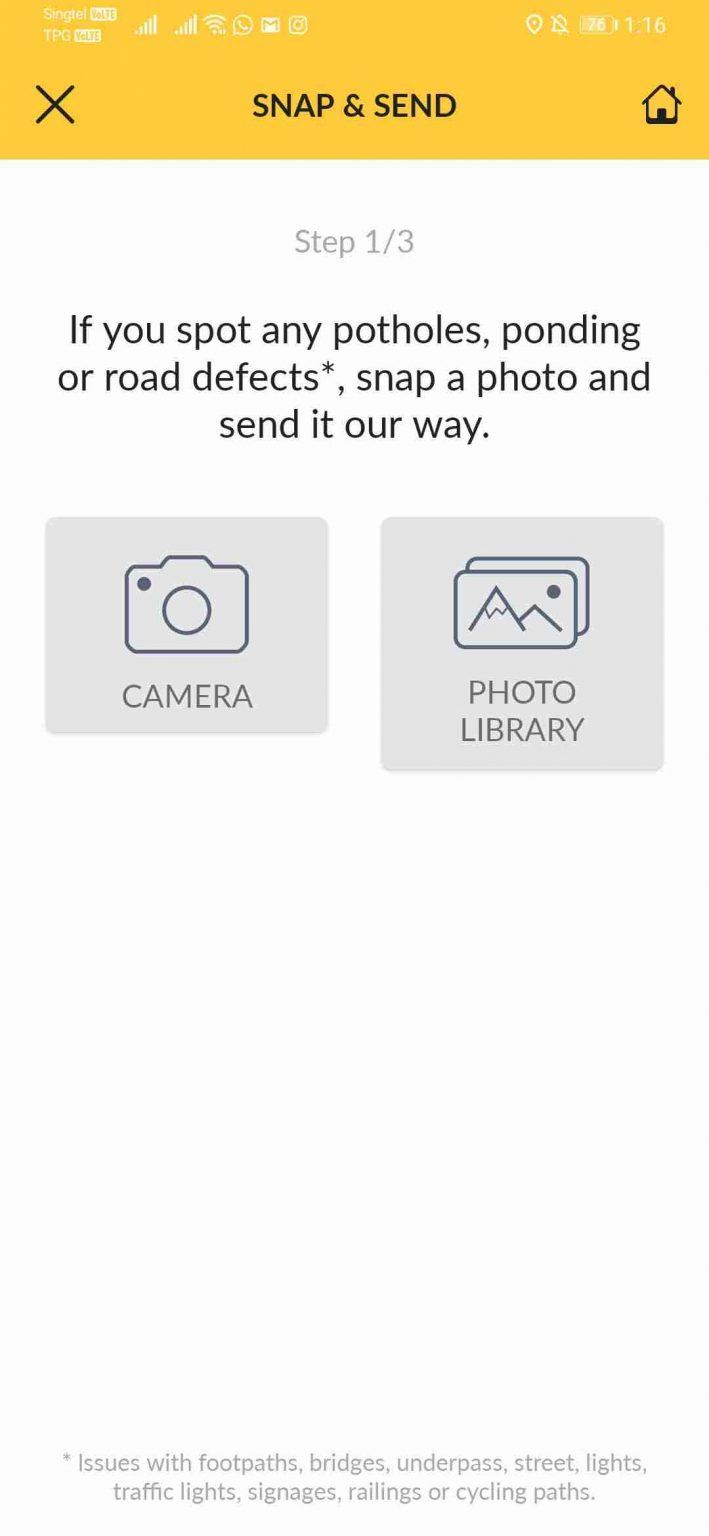 Singtel VoLTE
TPG VoLTE
76 1:16
SNAP & SEND
Step 1/3
If you spot any potholes, ponding
or road defects*, snap a photo and
send it our way.
CAMERA
PHOTO
LIBRARY
* Issues with footpaths, bridges, underpass, street, lights,
traffic lights, signages, railings or cycling paths.